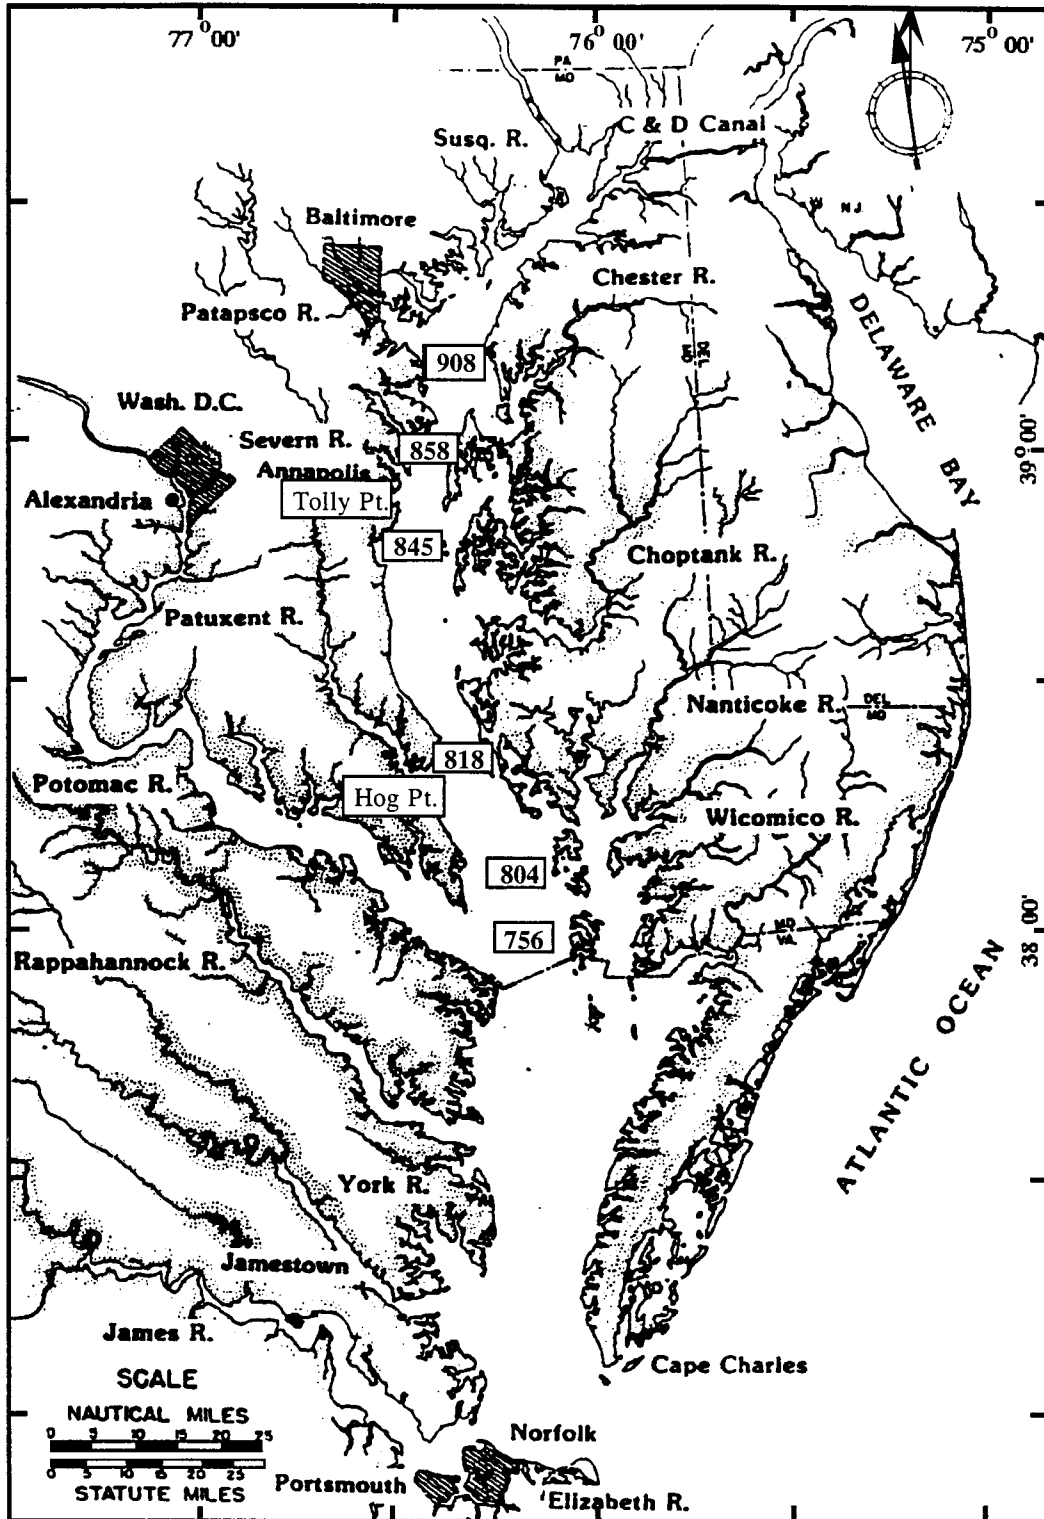 77° 00'
76° 00'
75° 00'
PA
MD
C & D Canal
Susq. R.
N.J.
Baltimore
Chester R.
Patapsco R.
DELAWARE BAY
908
MD
DEL
Wash. D.C.
Severn R.
858
Annapolis
39° 00'
Alexandria
Tolly Pt.
845
Choptank R.
Patuxent R.
Nanticoke R.
DEL
MD
818
Potomac R.
Hog Pt.
Wicomico R.
804
MD
VA.
38° 00'
756
Rappahannock R.
ATLANTIC OCEAN
York R.
Jamestown
James R.
Cape Charles
SCALE
NAUTICAL MILES
0 5 10 15 20 25
0 5 10 15 20 25
STATUTE MILES
Norfolk
Portsmouth
Elizabeth R.